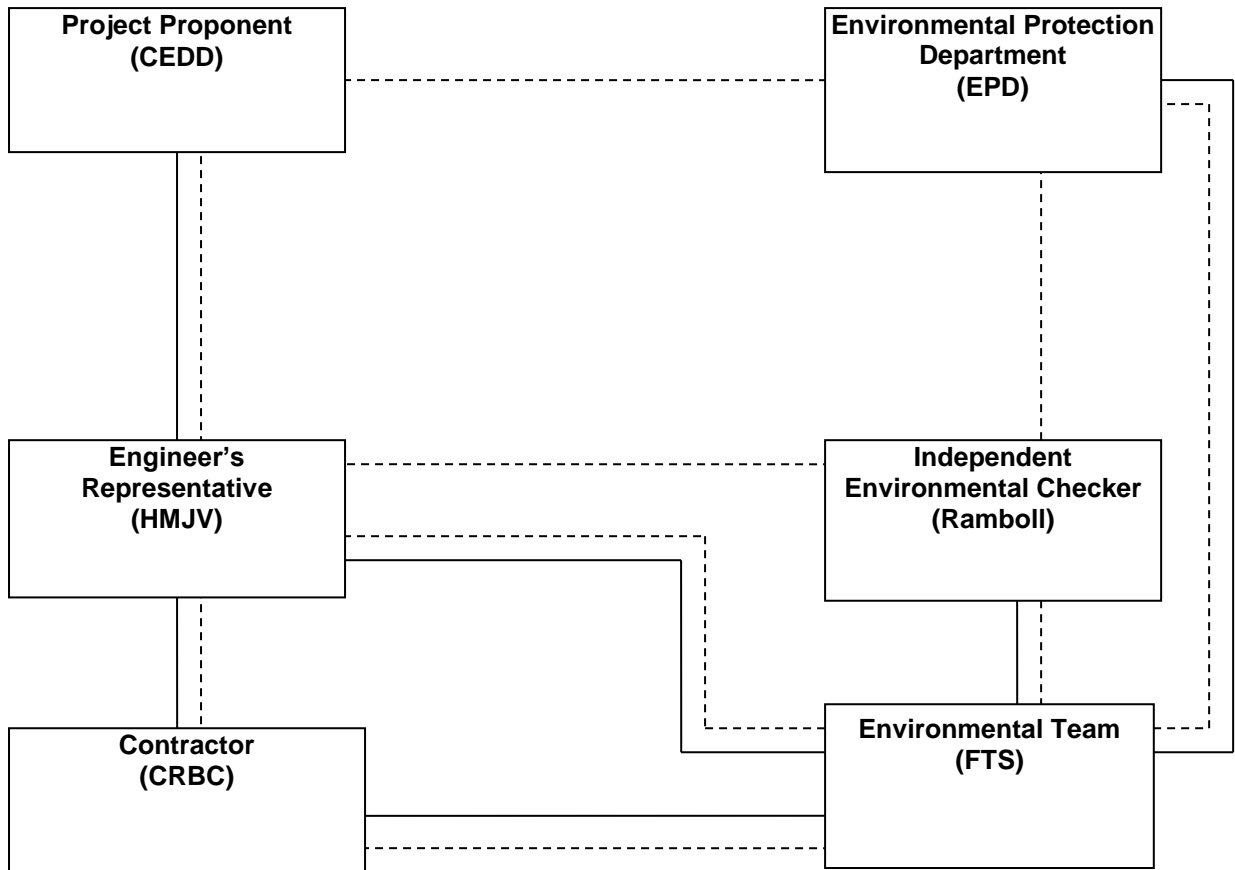 Project Proponent
(CEDD)
Environmental Protection
Department
(EPD)
Engineer's
Representative
(HMJV)
Independent
Environmental Checker
(Ramboll)
Contractor
(CRBC)
Environmental Team
(FTS)